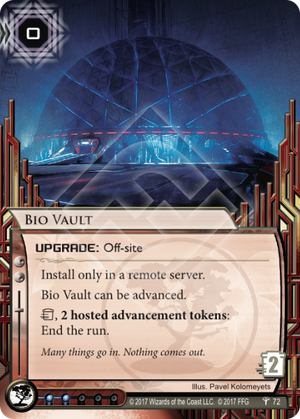 0
BIO VAULT
UPGRADE: Off-site
Install only in a remote server.
Bio Vault can be advanced.
, 2 hosted advancement tokens:
End the run.
Many things go in. Nothing comes out.
2
Illus. Pavel Kolomeyets
© 2017 Wizards of the Coast LLC. © 2017 FFG 72